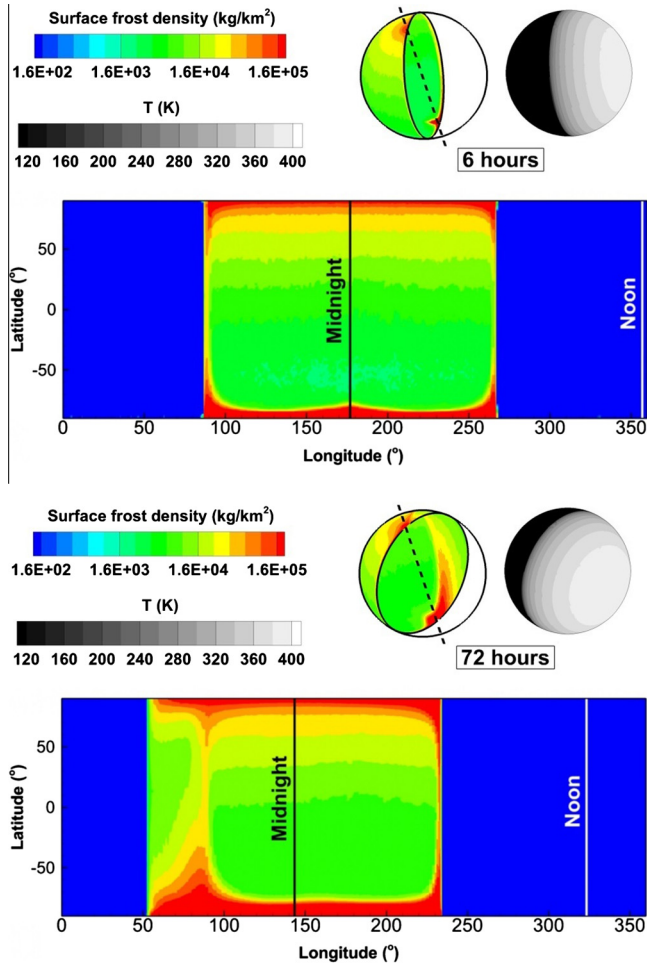 Surface frost density (kg/km²)
1.6E+02 1.6E+03 1.6E+04 1.6E+05
T (K)
120 160 200 240 280 320 360 400
6 hours
Latitude (°)
50
0
-50
Midnight
Noon
0 50 100 150 200 250 300 350
Longitude (°)
Surface frost density (kg/km²)
1.6E+02 1.6E+03 1.6E+04 1.6E+05
T (K)
120 160 200 240 280 320 360 400
72 hours
Latitude (°)
50
0
-50
Midnight
Noon
0 50 100 150 200 250 300 350
Longitude (°)